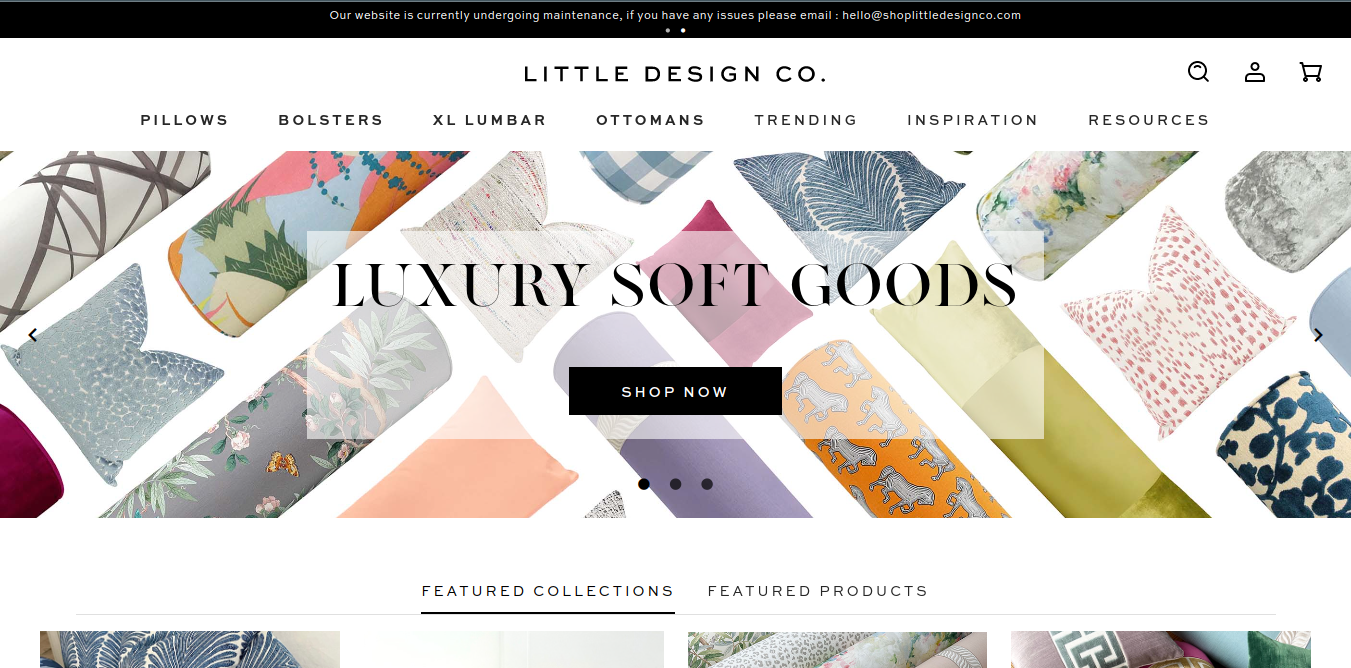 Our website is currently undergoing maintenance, if you have any issues please email : hello@shoplittledesignco.com
LITTLE DESIGN CO.
PILLOWS BOLSTERS XL LUMBAR OTTOMANS TRENDING INSPIRATION RESOURCES
LUXURY SOFT GOODS
SHOP NOW
FEATURED COLLECTIONS FEATURED PRODUCTS